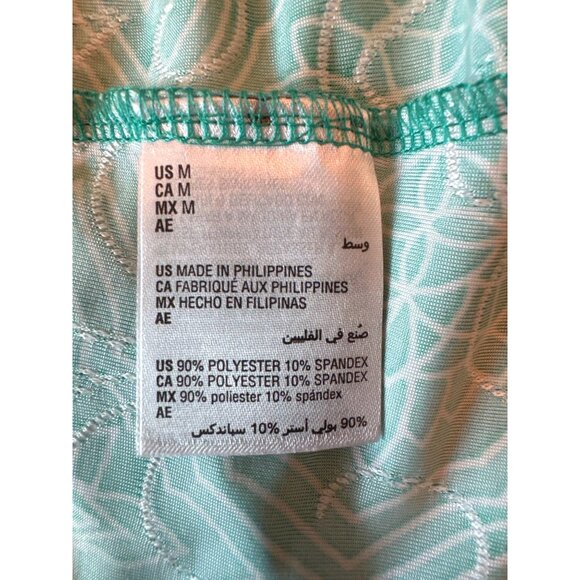 US M
CA M
MX M
AE
وسط
US MADE IN PHILIPPINES
CA FABRIQUÉ AUX PHILIPPINES
MX HECHO EN FILIPINAS
AE
صُنع في الفلبين
US 90% POLYESTER 10% SPANDEX
CA 90% POLYESTER 10% SPANDEX
MX 90% poliester 10% spándex
AE
90% بولي أستر 10% سباندكس